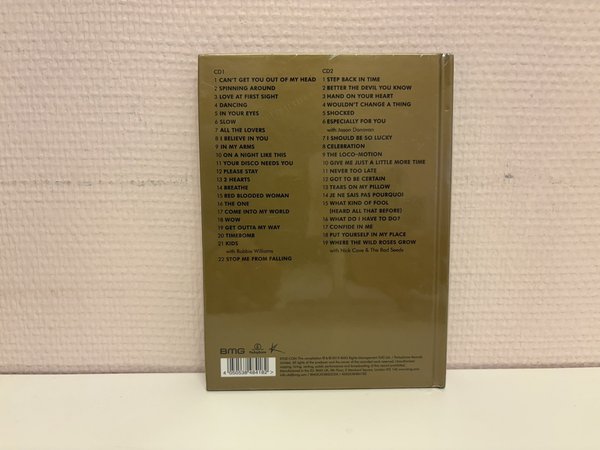 CD1
1 CAN'T GET YOU OUT OF MY HEAD
2 SPINNING AROUND
3 LOVE AT FIRST SIGHT
4 DANCING
5 IN YOUR EYES
6 SLOW
7 ALL THE LOVERS
8 I BELIEVE IN YOU
9 IN MY ARMS
10 ON A NIGHT LIKE THIS
11 YOUR DISCO NEEDS YOU
12 PLEASE STAY
13 2 HEARTS
14 BREATHE
15 RED BLOODED WOMAN
16 THE ONE
17 COME INTO MY WORLD
18 WOW
19 GET OUTTA MY WAY
20 TIMEBOMB
21 KIDS
with Robbie Williams
22 STOP ME FROM FALLING
CD2
1 STEP BACK IN TIME
2 BETTER THE DEVIL YOU KNOW
3 HAND ON YOUR HEART
4 WOULDN'T CHANGE A THING
5 SHOCKED
6 ESPECIALLY FOR YOU
with Jason Donovan
7 I SHOULD BE SO LUCKY
8 CELEBRATION
9 THE LOCO-MOTION
10 GIVE ME JUST A LITTLE MORE TIME
11 NEVER TOO LATE
12 GOT TO BE CERTAIN
13 TEARS ON MY PILLOW
14 JE NE SAIS PAS POURQUOI
15 WHAT KIND OF FOOL
(HEARD ALL THAT BEFORE)
16 WHAT DO I HAVE TO DO?
17 CONFIDE IN ME
18 PUT YOURSELF IN MY PLACE
19 WHERE THE WILD ROSES GROW
with Nick Cave & The Bad Seeds
BMG
Parlophone
K
4 050538 484182 >